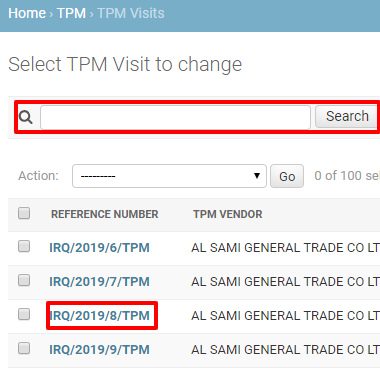 Home › TPM › TPM Visits
Select TPM Visit to change
Search
Action: --------- Go 0 of 100 sel
REFERENCE NUMBER TPM VENDOR
IRQ/2019/6/TPM AL SAMI GENERAL TRADE CO LT
IRQ/2019/7/TPM AL SAMI GENERAL TRADE CO LT
IRQ/2019/8/TPM AL SAMI GENERAL TRADE CO LT
IRQ/2019/9/TPM AL SAMI GENERAL TRADE CO LT